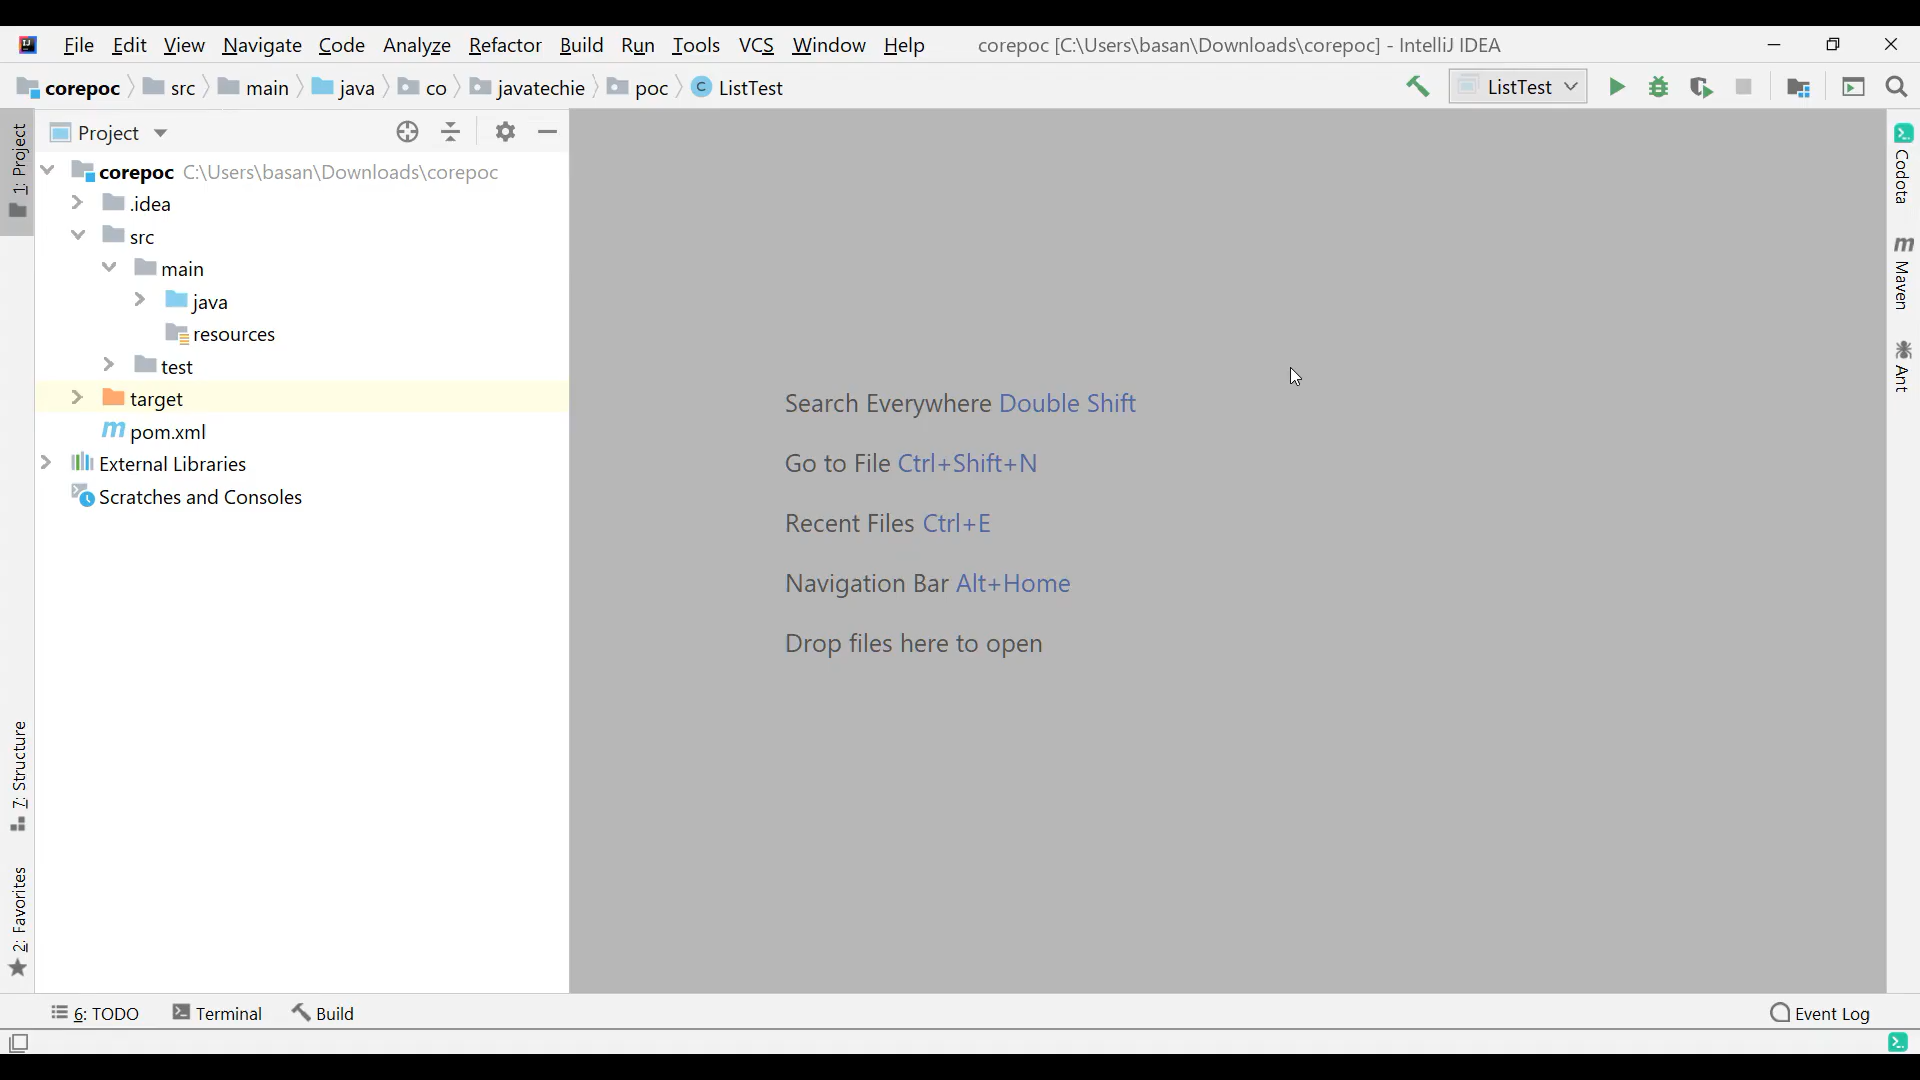 File Edit View Navigate Code Analyze Refactor Build Run Tools VCS Window Help corepoc [C:\Users\basan\Downloads\corepoc] - IntelliJ IDEA
corepoc src main java co javatechie poc C ListTest ListTest
1: Project
Project
corepoc C:\Users\basan\Downloads\corepoc
.idea
src
main
java
resources
test
target
m pom.xml
External Libraries
Scratches and Consoles
7: Structure
2: Favorites
Search Everywhere Double Shift
Go to File Ctrl+Shift+N
Recent Files Ctrl+E
Navigation Bar Alt+Home
Drop files here to open
Codota
m Maven
Ant
6: TODO Terminal Build Event Log